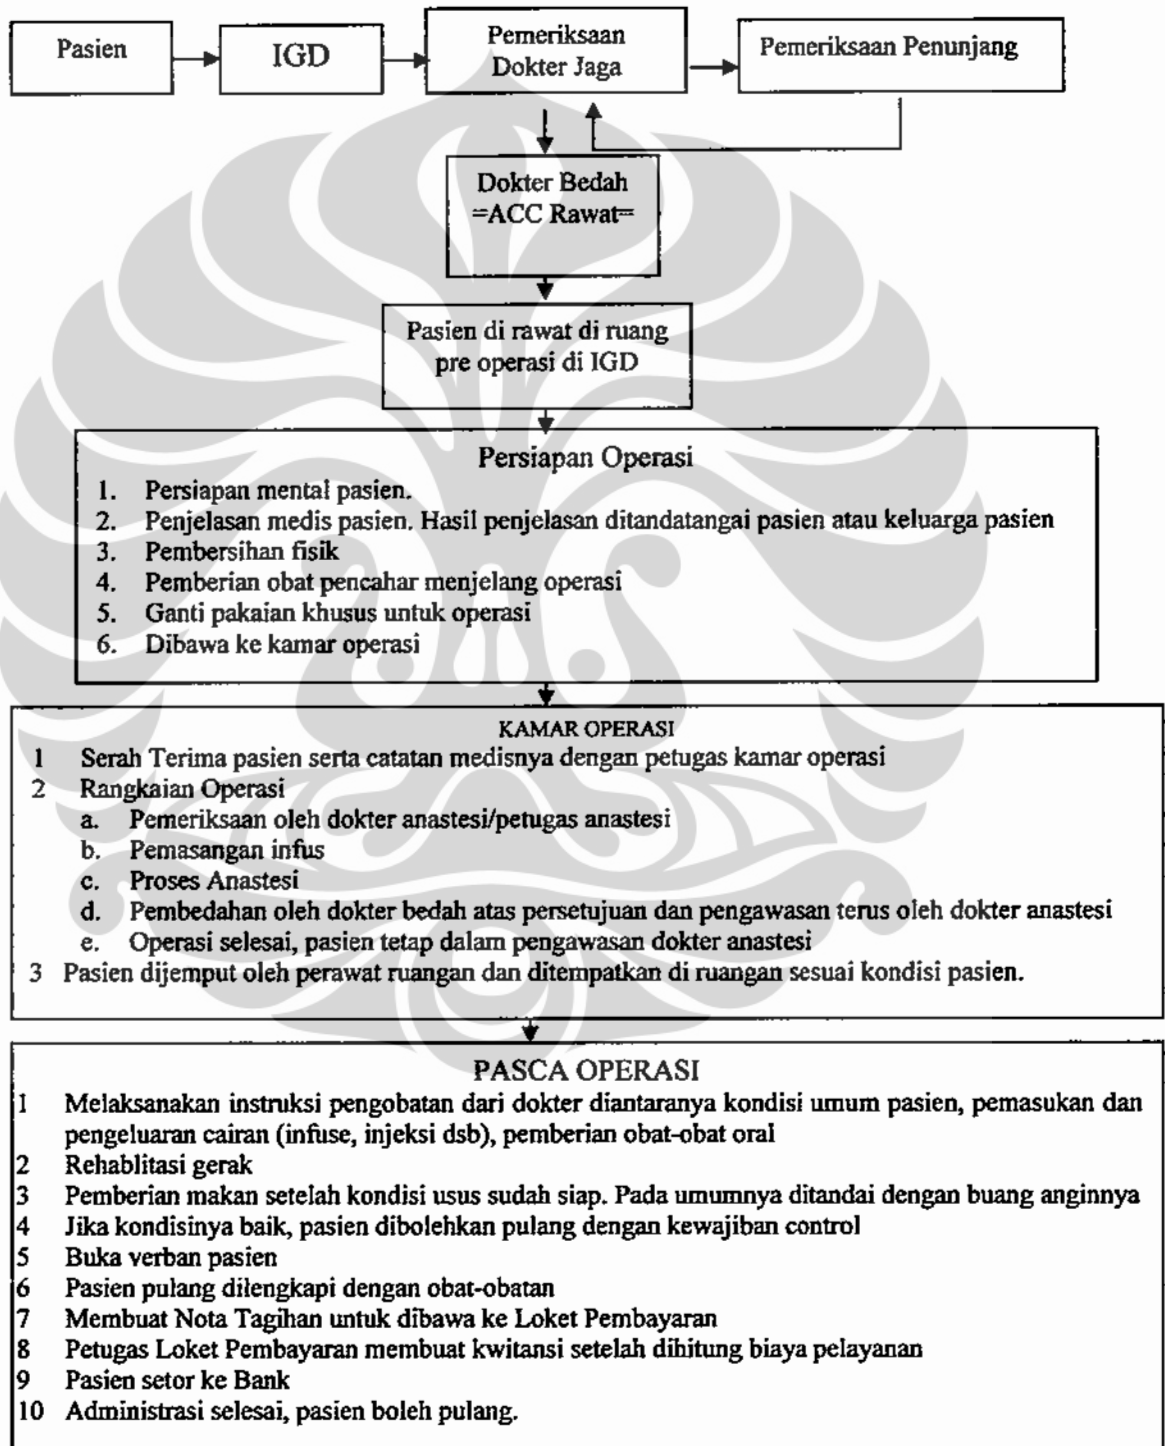 Pasien
IGD
Pemeriksaan
Dokter Jaga
Pemeriksaan Penunjang
Dokter Bedah
=ACC Rawat=
Pasien di rawat di ruang
pre operasi di IGD
Persiapan Operasi
1. Persiapan mental pasien.
2. Penjelasan medis pasien. Hasil penjelasan ditandatangai pasien atau keluarga pasien
3. Pembersihan fisik
4. Pemberian obat pencahar menjelang operasi
5. Ganti pakaian khusus untuk operasi
6. Dibawa ke kamar operasi
KAMAR OPERASI
1 Serah Terima pasien serta catatan medisnya dengan petugas kamar operasi
2 Rangkaian Operasi
a. Pemeriksaan oleh dokter anastesi/petugas anastesi
b. Pemasangan infus
c. Proses Anastesi
d. Pembedahan oleh dokter bedah atas persetujuan dan pengawasan terus oleh dokter anastesi
e. Operasi selesai, pasien tetap dalam pengawasan dokter anastesi
3 Pasien dijemput oleh perawat ruangan dan ditempatkan di ruangan sesuai kondisi pasien.
PASCA OPERASI
1 Melaksanakan instruksi pengobatan dari dokter diantaranya kondisi umum pasien, pemasukan dan
pengeluaran cairan (infuse, injeksi dsb), pemberian obat-obat oral
2 Rehablitasi gerak
3 Pemberian makan setelah kondisi usus sudah siap. Pada umumnya ditandai dengan buang anginnya
4 Jika kondisinya baik, pasien dibolehkan pulang dengan kewajiban control
5 Buka verban pasien
6 Pasien pulang dilengkapi dengan obat-obatan
7 Membuat Nota Tagihan untuk dibawa ke Loket Pembayaran
8 Petugas Loket Pembayaran membuat kwitansi setelah dihitung biaya pelayanan
9 Pasien setor ke Bank
10 Administrasi selesai, pasien boleh pulang.